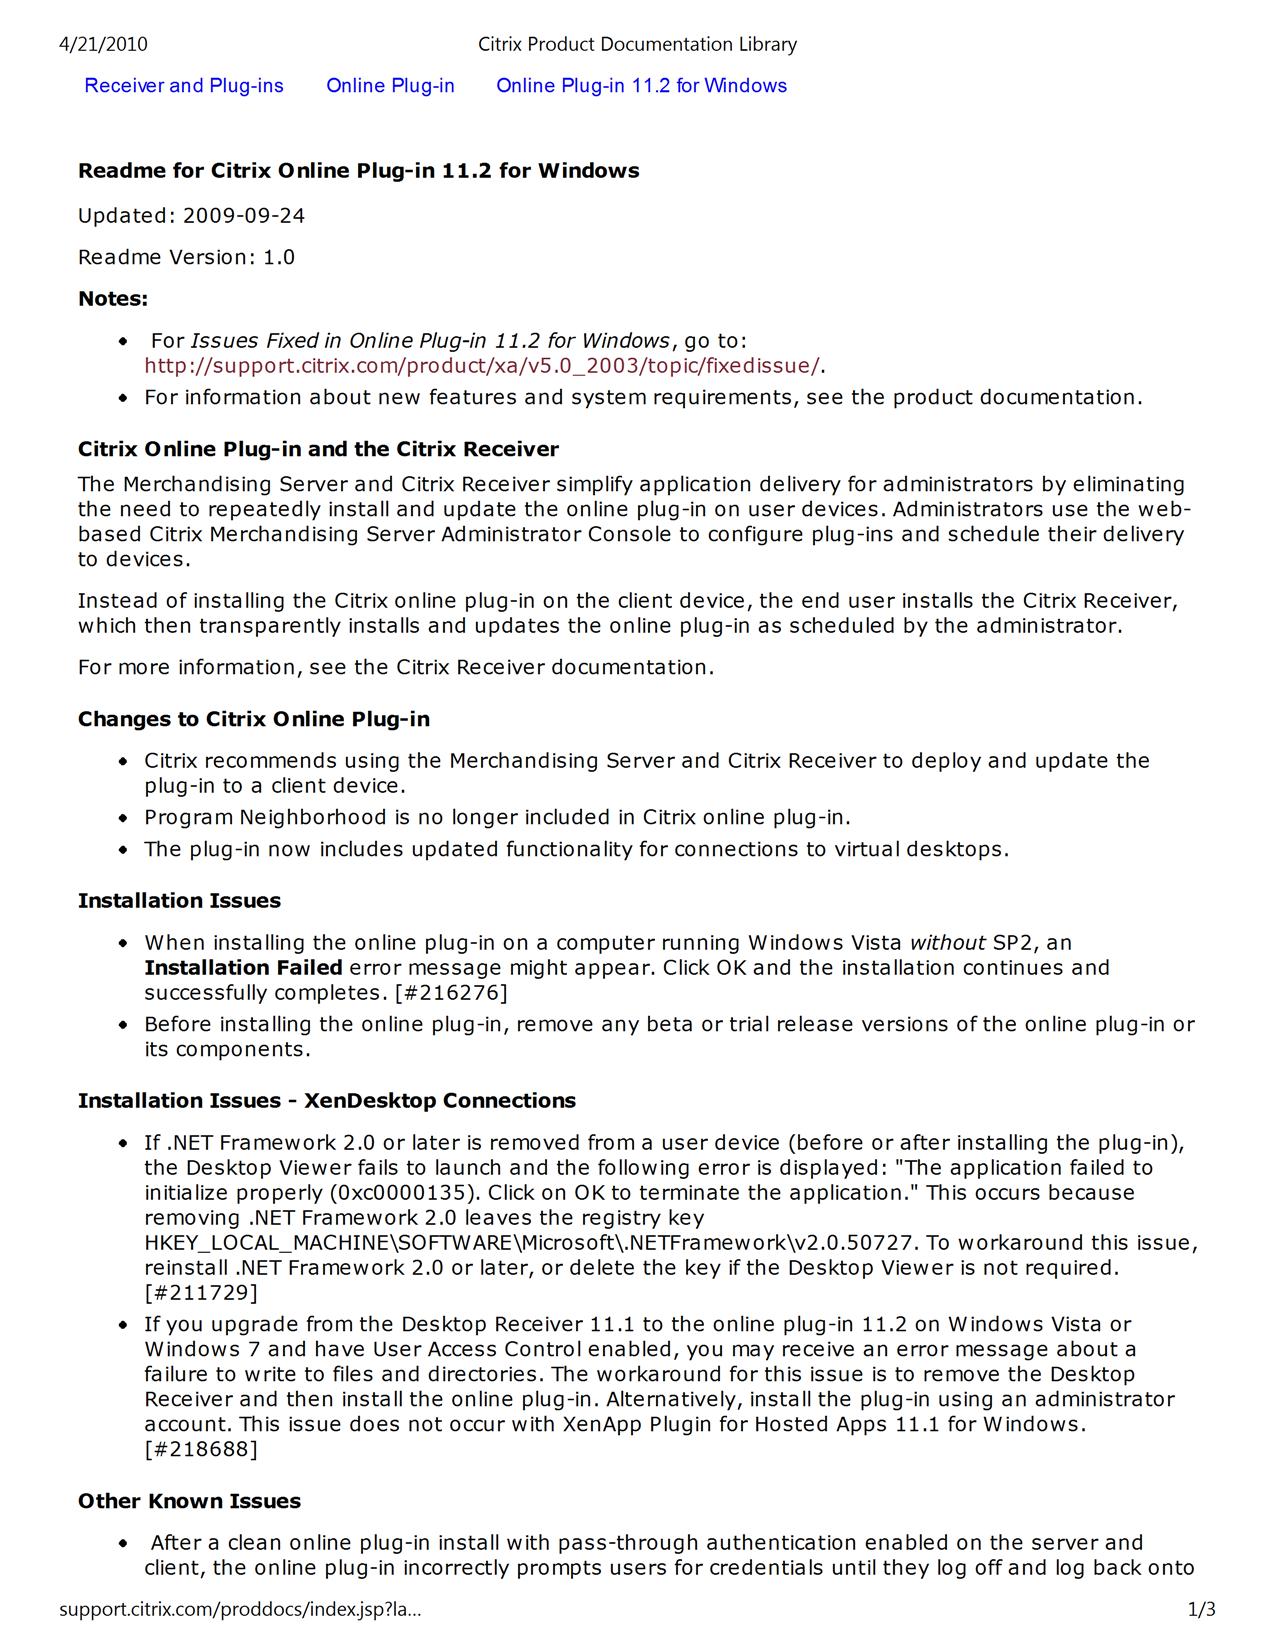 4/21/2010 Citrix Product Documentation Library
Receiver and Plug-ins Online Plug-in Online Plug-in 11.2 for Windows
Readme for Citrix Online Plug-in 11.2 for Windows
Updated: 2009-09-24
Readme Version: 1.0
Notes:
• For Issues Fixed in Online Plug-in 11.2 for Windows, go to:
http://support.citrix.com/product/xa/v5.0_2003/topic/fixedissue/.
• For information about new features and system requirements, see the product documentation.
Citrix Online Plug-in and the Citrix Receiver
The Merchandising Server and Citrix Receiver simplify application delivery for administrators by eliminating
the need to repeatedly install and update the online plug-in on user devices. Administrators use the web-
based Citrix Merchandising Server Administrator Console to configure plug-ins and schedule their delivery
to devices.
Instead of installing the Citrix online plug-in on the client device, the end user installs the Citrix Receiver,
which then transparently installs and updates the online plug-in as scheduled by the administrator.
For more information, see the Citrix Receiver documentation.
Changes to Citrix Online Plug-in
• Citrix recommends using the Merchandising Server and Citrix Receiver to deploy and update the
plug-in to a client device.
• Program Neighborhood is no longer included in Citrix online plug-in.
• The plug-in now includes updated functionality for connections to virtual desktops.
Installation Issues
• When installing the online plug-in on a computer running Windows Vista without SP2, an
Installation Failed error message might appear. Click OK and the installation continues and
successfully completes. [#216276]
• Before installing the online plug-in, remove any beta or trial release versions of the online plug-in or
its components.
Installation Issues - XenDesktop Connections
• If .NET Framework 2.0 or later is removed from a user device (before or after installing the plug-in),
the Desktop Viewer fails to launch and the following error is displayed: "The application failed to
initialize properly (0xc0000135). Click on OK to terminate the application." This occurs because
removing .NET Framework 2.0 leaves the registry key
HKEY_LOCAL_MACHINE\SOFTWARE\Microsoft\.NETFramework\v2.0.50727. To workaround this issue,
reinstall .NET Framework 2.0 or later, or delete the key if the Desktop Viewer is not required.
[#211729]
• If you upgrade from the Desktop Receiver 11.1 to the online plug-in 11.2 on Windows Vista or
Windows 7 and have User Access Control enabled, you may receive an error message about a
failure to write to files and directories. The workaround for this issue is to remove the Desktop
Receiver and then install the online plug-in. Alternatively, install the plug-in using an administrator
account. This issue does not occur with XenApp Plugin for Hosted Apps 11.1 for Windows.
[#218688]
Other Known Issues
• After a clean online plug-in install with pass-through authentication enabled on the server and
client, the online plug-in incorrectly prompts users for credentials until they log off and log back onto
support.citrix.com/proddocs/index.jsp?la... 1/3